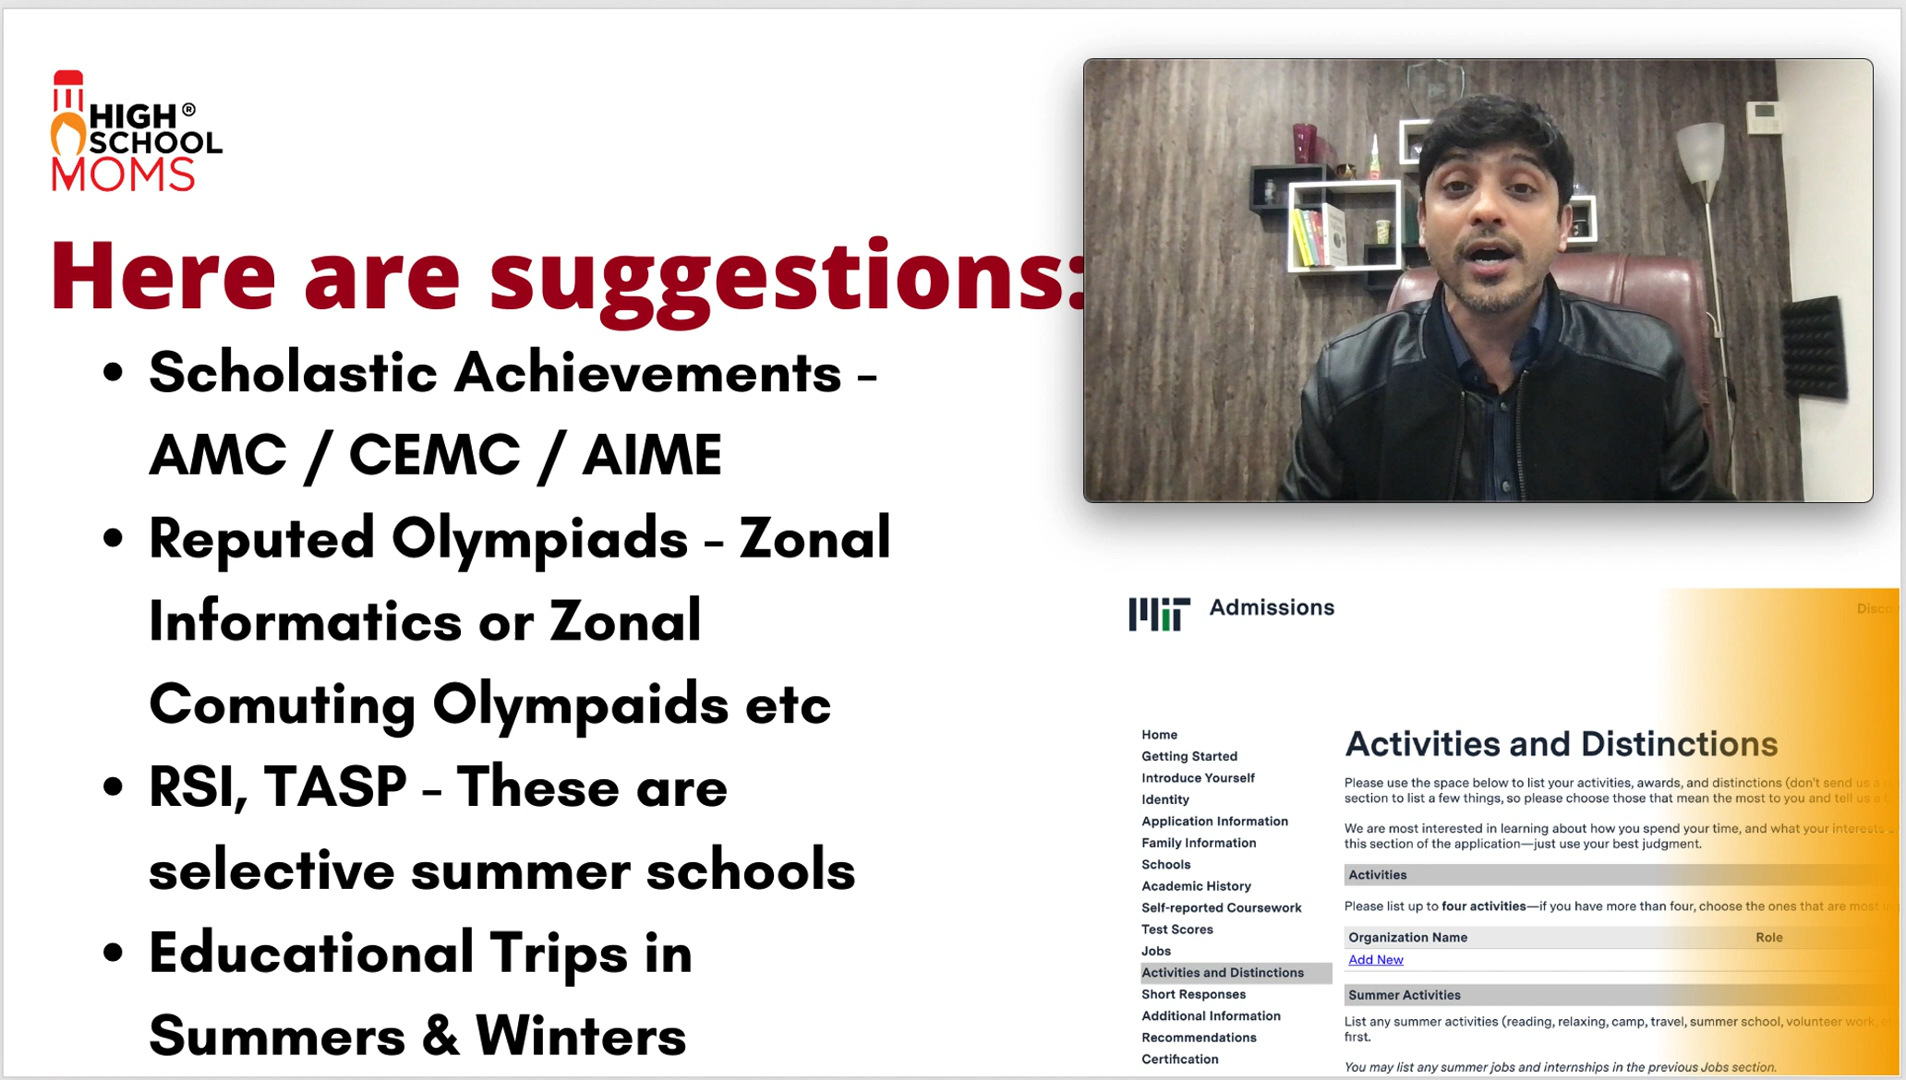 HIGH®
SCHOOL
MOMS
Here are suggestions:
• Scholastic Achievements -
AMC / CEMC / AIME
• Reputed Olympiads - Zonal
Informatics or Zonal
Comuting Olympaids etc
• RSI, TASP - These are
selective summer schools
• Educational Trips in
Summers & Winters
MIT Admissions
Home
Getting Started
Introduce Yourself
Identity
Application Information
Family Information
Schools
Academic History
Self-reported Coursework
Test Scores
Jobs
Activities and Distinctions
Short Responses
Additional Information
Recommendations
Certification
Activities and Distinctions
Please use the space below to list your activities, awards, and distinctions (don't send us a
section to list a few things, so please choose those that mean the most to you and tell us a
We are most interested in learning about how you spend your time, and what your interests
this section of the application—just use your best judgment.
Activities
Please list up to four activities—if you have more than four, choose the ones that are most
Organization Name Role
Add New
Summer Activities
List any summer activities (reading, relaxing, camp, travel, summer school, volunteer work,
first.
You may list any summer jobs and internships in the previous Jobs section.